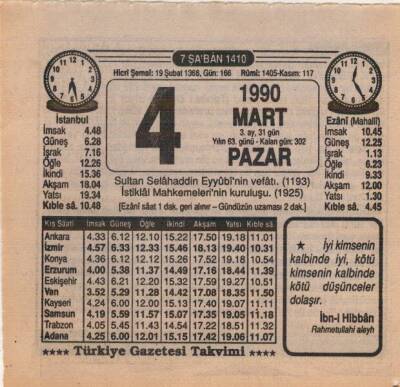 7 ŞA'BÂN 1410
Hicrî Şemsî: 19 Şubat 1368, Gün: 166 Rûmî: 1405-Kasım: 117
İstanbul
İmsak 4.48
Güneş 6.28
İşrak 7.16
Öğle 12.26
İkindi 15.36
Akşam 18.04
Yatsı 19.34
Kıble sâ. 10.48
4
1990
MART
3. ay, 31 gün
Yılın 63. günü - Kalan gün: 302
PAZAR
Ezânî (Mahallî)
İmsak 10.45
Güneş 12.25
İşrak 1.13
Öğle 6.23
İkindi 9.33
Akşam 12.00
Yatsı 1.30
Kıble sâ. 4.45
Sultan Selâhaddin Eyyûbî'nin vefâtı. (1193)
İstiklâl Mahkemeleri'nin kuruluşu. (1925)
[Ezânî sâat 1 dak. geri alınır – Gündüzün uzaması 2 dak.]
Kış Sâati İmsak Güneş Öğle İkindi Akşam Yatsı Kıble sâ.
Ankara 4.33 6.12 12.10 15.22 17.50 19.18 11.01
İzmir 4.57 6.33 12.33 15.46 18.13 19.40 10.31
Konya 4.36 6.12 12.12 15.26 17.52 19.18 10.54
Erzurum 4.00 5.38 11.37 14.49 17.16 18.44 11.39
Eskişehir 4.43 6.21 12.20 15.32 17.59 19.27 10.51
Van 3.52 5.29 11.28 14.42 17.08 18.35 11.50
Kayseri 4.24 6.00 12.00 15.13 17.40 19.07 11.11
Samsun 4.19 5.59 11.57 15.07 17.35 19.05 11.18
Trabzon 4.05 5.45 11.43 14.54 17.22 18.51 11.32
Adana 4.25 6.00 12.01 15.15 17.42 19.06 11.07
★ İyi kimsenin
kalbinde iyi, kötü
kimsenin kalbinde
kötü düşünceler
dolaşır.
İbn-i Hibbân
Rahmetullahi aleyh
★★★★ Türkiye Gazetesi Takvimi ★★★★